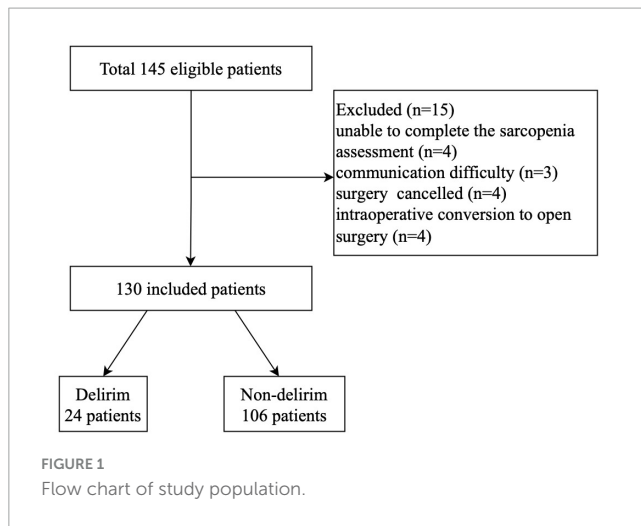 Total 145 eligible patients
Excluded (n=15)
unable to complete the sarcopenia
assessment (n=4)
communication difficulty (n=3)
surgery cancelled (n=4)
intraoperative conversion to open
surgery (n=4)
130 included patients
Delirim
24 patients
Non-delirim
106 patients
FIGURE 1
Flow chart of study population.